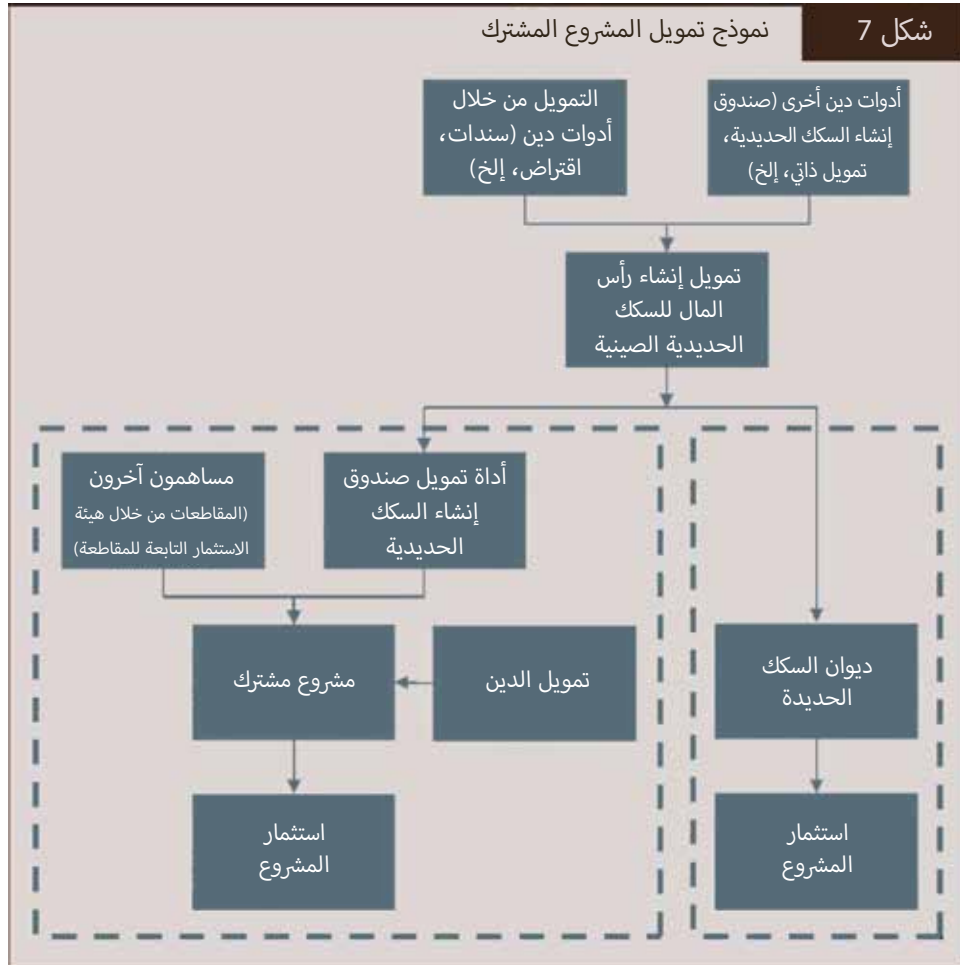 شكل 7
نموذج تمويل المشروع المشترك
أدوات دين أخرى (صندوق
إنشاء السكك الحديدية،
تمويل ذاتي، إلخ)
التمويل من خلال
أدوات دين (سندات،
اقتراض، إلخ)
تمويل إنشاء رأس
المال للسكك
الحديدية الصينية
أداة تمويل صندوق
إنشاء السكك
الحديدية
مساهمون آخرون
(المقاطعات من خلال هيئة
الاستثمار التابعة للمقاطعة)
ديوان السكك
الحديدة
تمويل الدين
مشروع مشترك
استثمار
المشروع
استثمار
المشروع